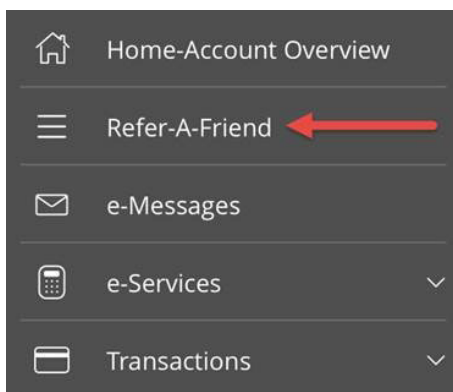 Home-Account Overview
Refer-A-Friend
e-Messages
e-Services
Transactions